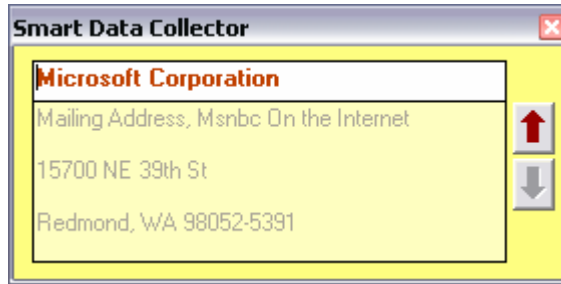 Smart Data Collector
Microsoft Corporation
Mailing Address, Msnbc On the Internet
15700 NE 39th St
Redmond, WA 98052-5391